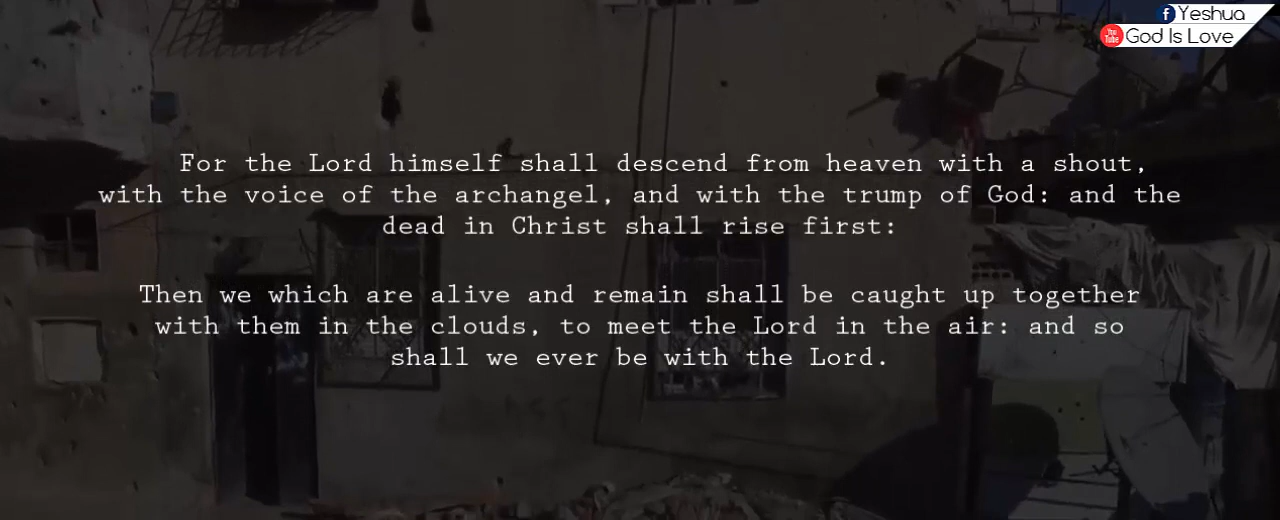 Yeshua
God Is Love
For the Lord himself shall descend from heaven with a shout,
with the voice of the archangel, and with the trump of God: and the
dead in Christ shall rise first:
Then we which are alive and remain shall be caught up together
with them in the clouds, to meet the Lord in the air: and so
shall we ever be with the Lord.